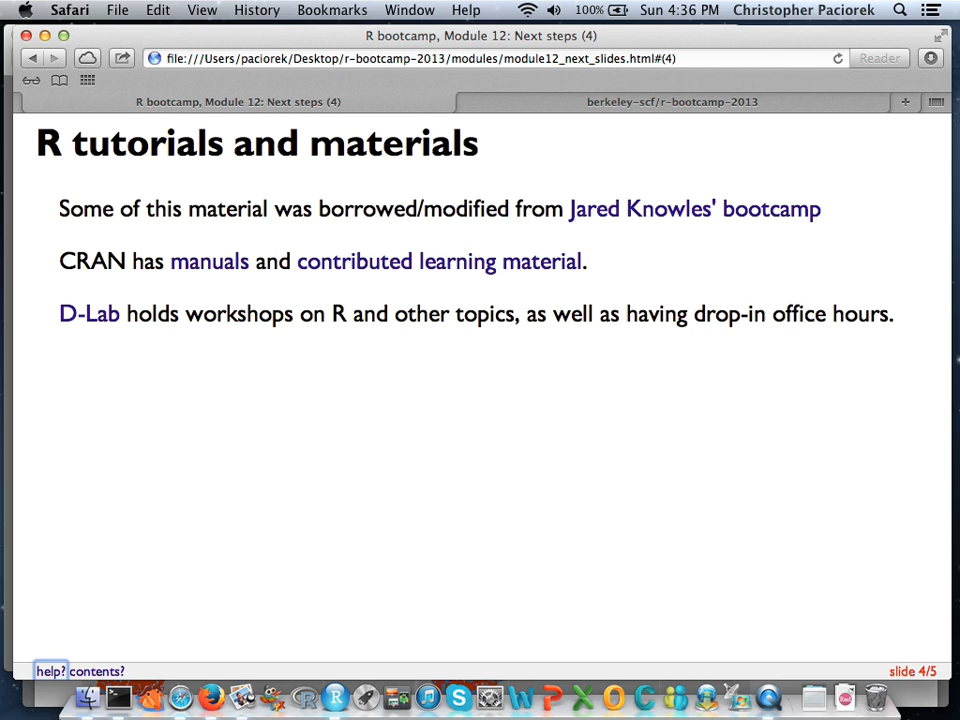 Safari File Edit View History Bookmarks Window Help 100% Sun 4:36 PM Christopher Paciorek
R bootcamp, Module 12: Next steps (4)
file:///Users/paciorek/Desktop/r-bootcamp-2013/modules/module12_next_slides.html#(4) Reader
R bootcamp, Module 12: Next steps (4) berkeley-scf/r-bootcamp-2013
R tutorials and materials
Some of this material was borrowed/modified from Jared Knowles' bootcamp
CRAN has manuals and contributed learning material.
D-Lab holds workshops on R and other topics, as well as having drop-in office hours.
help? contents? slide 4/5